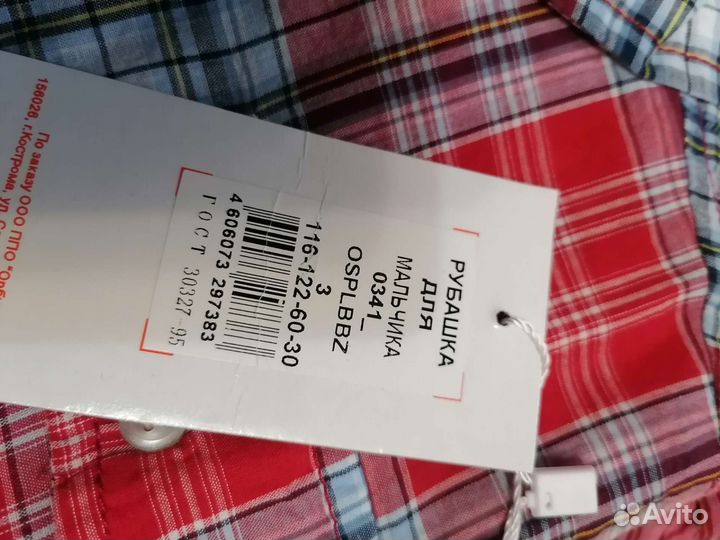 РУБАШКА
ДЛЯ
МАЛЬЧИКА
0341_
OSPLBBZ
3
116-122-60-30
4 606073 297383
ГОСТ 30327-95
По заказу ООО ППО
156026, г.Кострома, ул.
Avito